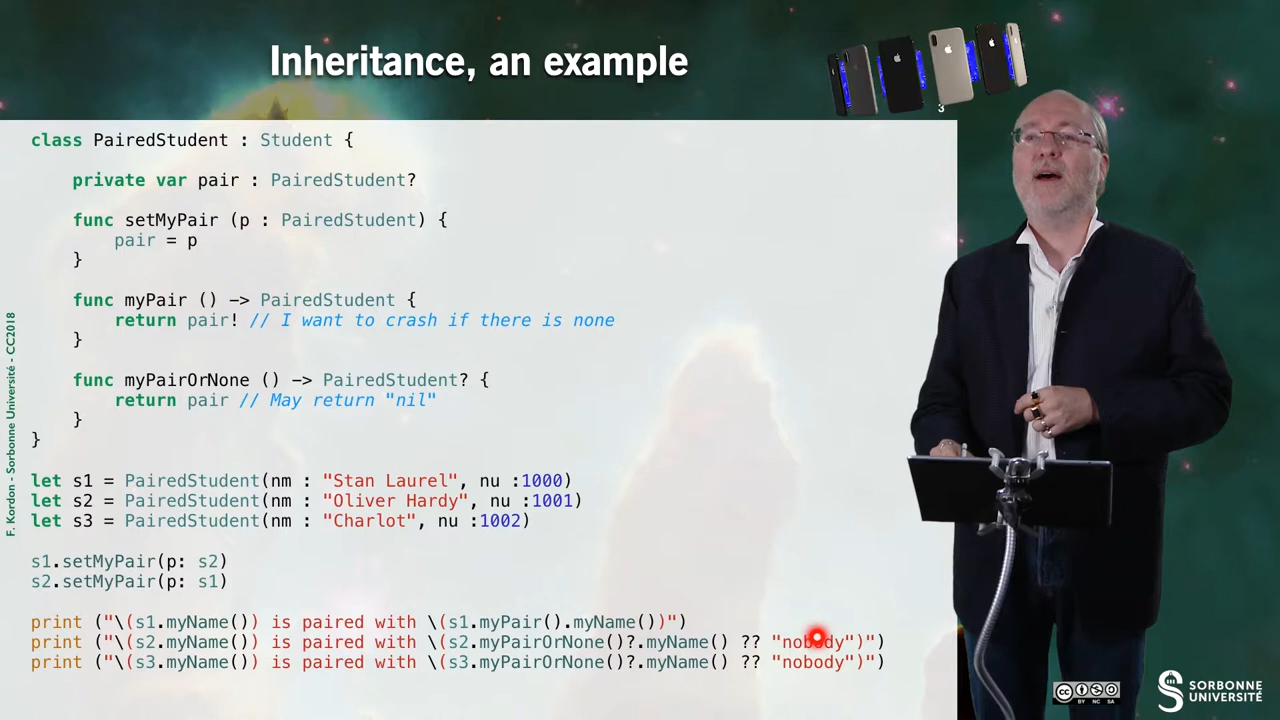 Inheritance, an example
3
class PairedStudent : Student {
private var pair : PairedStudent?
func setMyPair (p : PairedStudent) {
pair = p
}
func myPair () -> PairedStudent {
return pair! // I want to crash if there is none
}
func myPairOrNone () -> PairedStudent? {
return pair // May return "nil"
}
}
let s1 = PairedStudent(nm : "Stan Laurel", nu :1000)
let s2 = PairedStudent(nm : "Oliver Hardy", nu :1001)
let s3 = PairedStudent(nm : "Charlot", nu :1002)
s1.setMyPair(p: s2)
s2.setMyPair(p: s1)
print ("\(s1.myName()) is paired with \(s1.myPair().myName())")
print ("\(s2.myName()) is paired with \(s2.myPairOrNone()?.myName() ?? "nobody")")
print ("\(s3.myName()) is paired with \(s3.myPairOrNone()?.myName() ?? "nobody")")
F. Kordon - Sorbonne Université - CC2018
CC BY NC SA
SORBONNE
UNIVERSITÉ